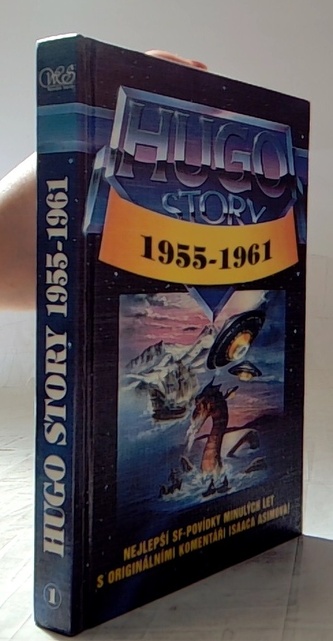 HUGO
STORY
1955-1961
NEJLEPŠÍ SF-POVÍDKY MINULÝCH LET
S ORIGINÁLNÍMI KOMENTÁŘI ISAACA ASIMOVA!
HUGO STORY 1955-1961
1